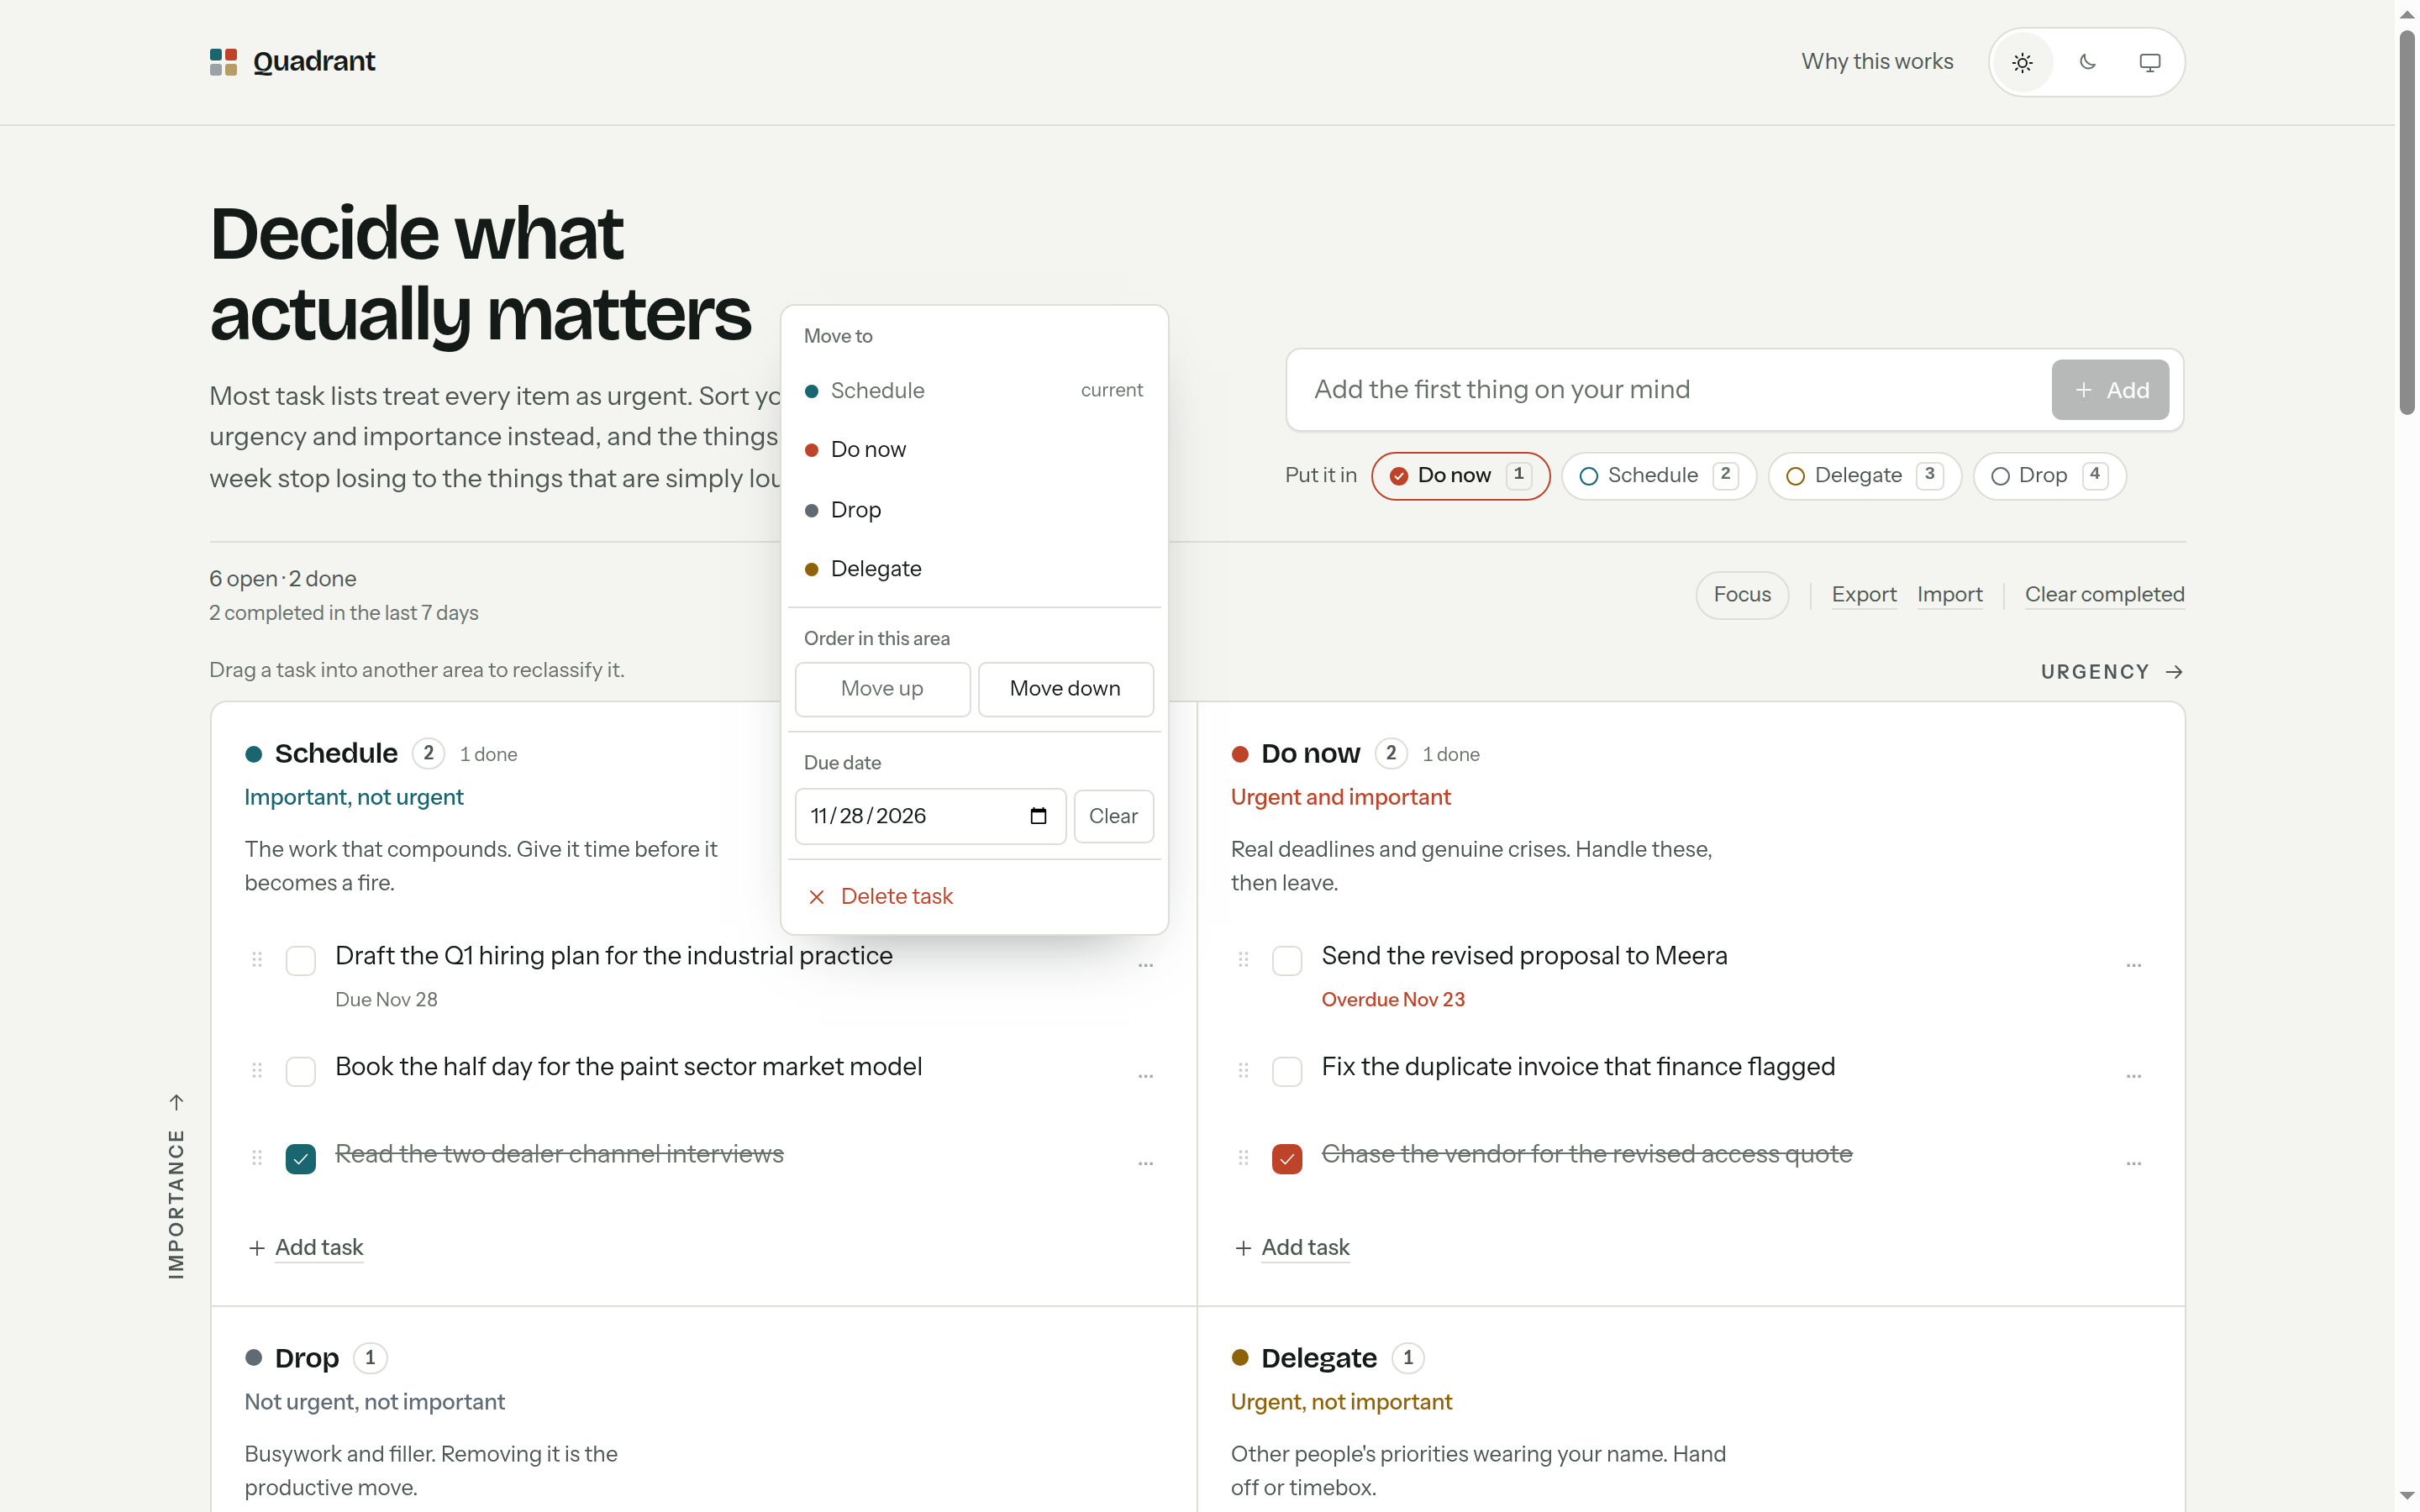 Quadrant
Why this works
Decide what
actually matters
Most task lists treat every item as urgent. Sort
urgency and importance instead, and the things
week stop losing to the things that are simply
Add the first thing on your mind
+ Add
Put it in
Do now 1
Schedule 2
Delegate 3
Drop 4
Move to
Schedule current
Do now
Drop
Delegate
Order in this area
Move up
Move down
Due date
11/28/2026
Clear
Delete task
6 open · 2 done
2 completed in the last 7 days
Focus
Export
Import
Clear completed
Drag a task into another area to reclassify it.
URGENCY →
IMPORTANCE →
Schedule 2 1 done
Important, not urgent
The work that compounds. Give it time before it
becomes a fire.
Draft the Q1 hiring plan for the industrial practice
...
Due Nov 28
Book the half day for the paint sector market model
...
Read the two dealer channel interviews
...
+ Add task
Do now 2 1 done
Urgent and important
Real deadlines and genuine crises. Handle these,
then leave.
Send the revised proposal to Meera
...
Overdue Nov 23
Fix the duplicate invoice that finance flagged
...
Chase the vendor for the revised access quote
...
+ Add task
Drop 1
Not urgent, not important
Busywork and filler. Removing it is the
productive move.
Delegate 1
Urgent, not important
Other people's priorities wearing your name. Hand
off or timebox.